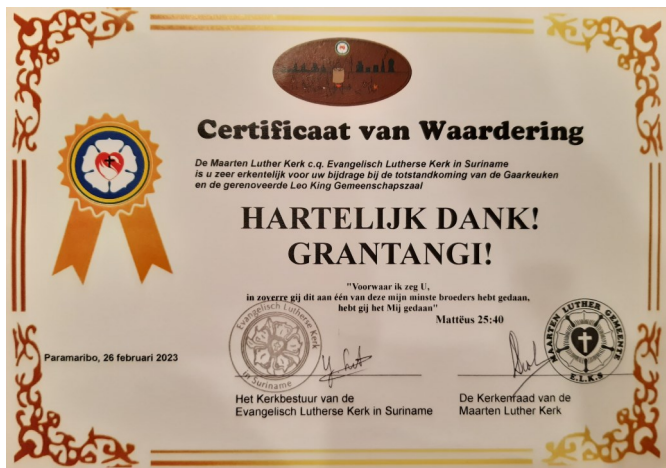 Certificaat van Waardering
De Maarten Luther Kerk c.q. Evangelisch Lutherse Kerk in Suriname
is u zeer erkentelijk voor uw bijdrage bij de totstandkoming van de Gaarkeuken
en de gerenoveerde Leo King Gemeenschapszaal
HARTELIJK DANK!
GRANTANGI!
"Voorwaar ik zeg U,
in zoverre gij dit aan één van deze mijn minste broeders hebt gedaan,
hebt gij het Mij gedaan"
Mattëus 25:40
Evangelisch Lutherse Kerk
in Suriname
MAARTEN LUTHER GEMEENTE
E.L.K.S
Paramaribo, 26 februari 2023
Het Kerkbestuur van de
Evangelisch Lutherse Kerk in Suriname
De Kerkenraad van de
Maarten Luther Kerk